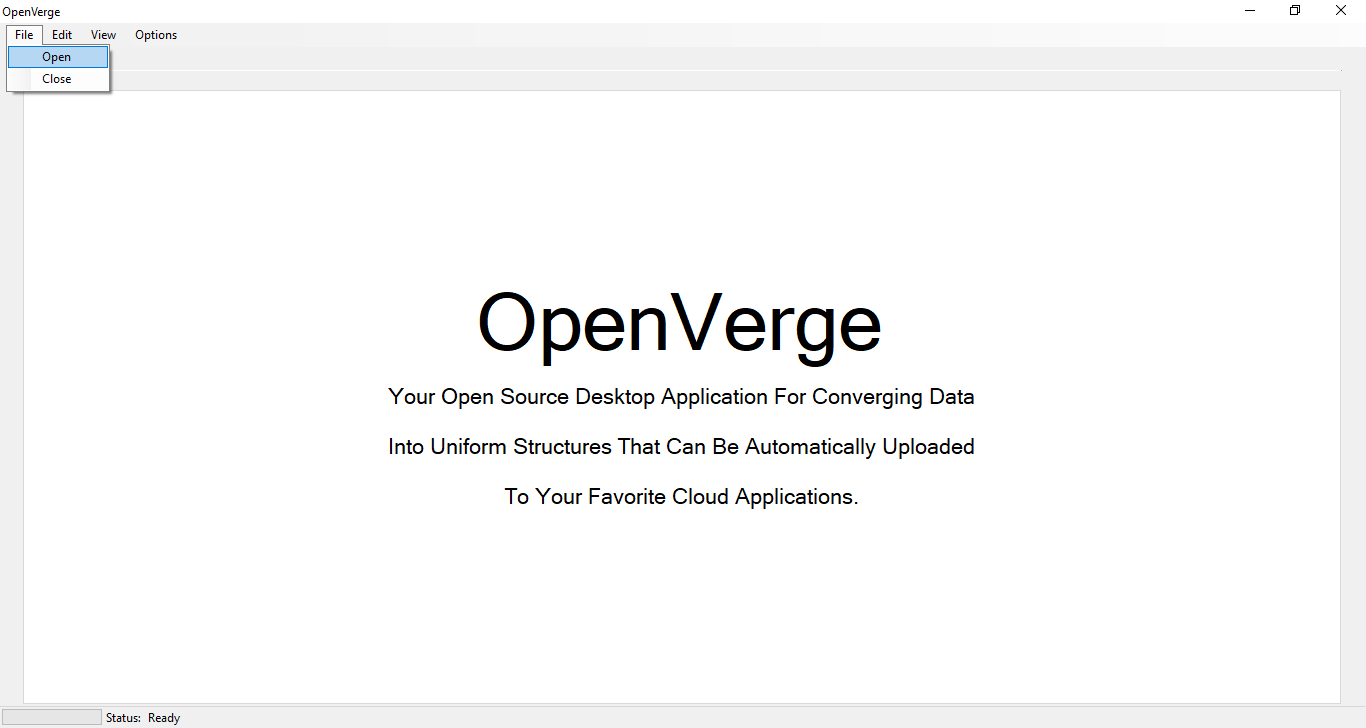 OpenVerge
File Edit View Options
Open
Close
OpenVerge
Your Open Source Desktop Application For Converging Data
Into Uniform Structures That Can Be Automatically Uploaded
To Your Favorite Cloud Applications.
Status: Ready